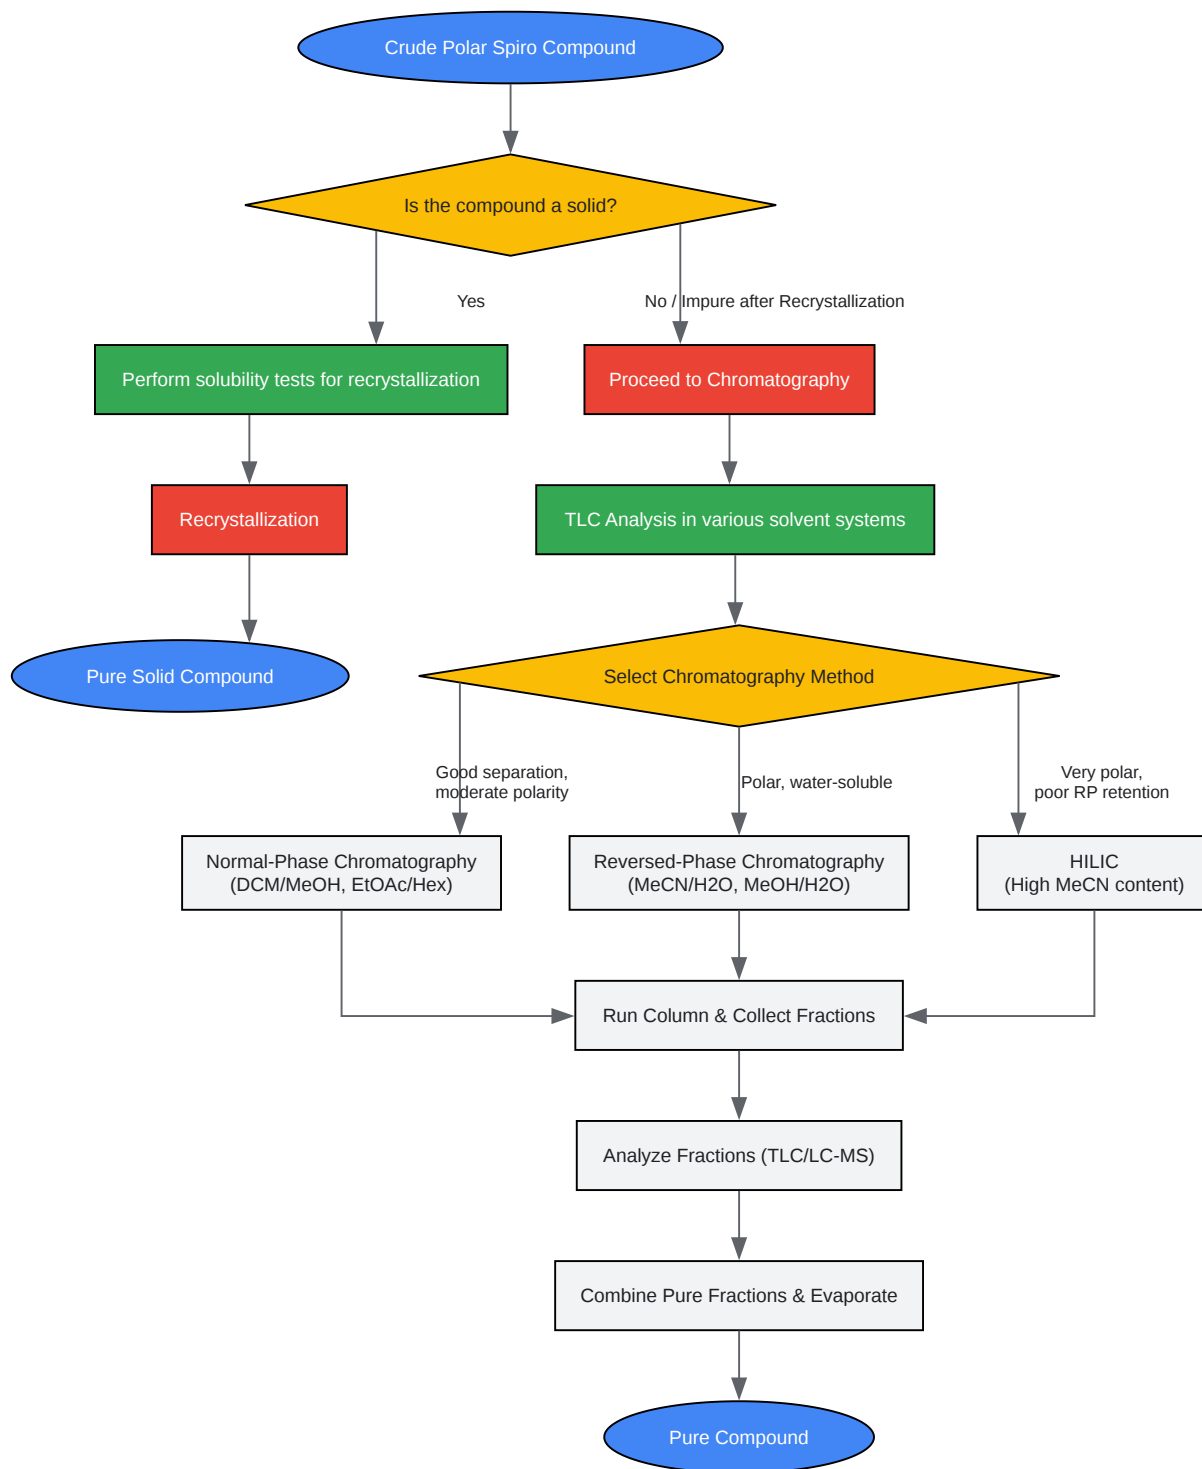 Crude Polar Spiro Compound
Is the compound a solid?
Yes
No / Impure after Recrystallization
Perform solubility tests for recrystallization
Proceed to Chromatography
Recrystallization
TLC Analysis in various solvent systems
Pure Solid Compound
Select Chromatography Method
Good separation,
moderate polarity
Polar, water-soluble
Very polar,
poor RP retention
Normal-Phase Chromatography
(DCM/MeOH, EtOAc/Hex)
Reversed-Phase Chromatography
(MeCN/H2O, MeOH/H2O)
HILIC
(High MeCN content)
Run Column & Collect Fractions
Analyze Fractions (TLC/LC-MS)
Combine Pure Fractions & Evaporate
Pure Compound